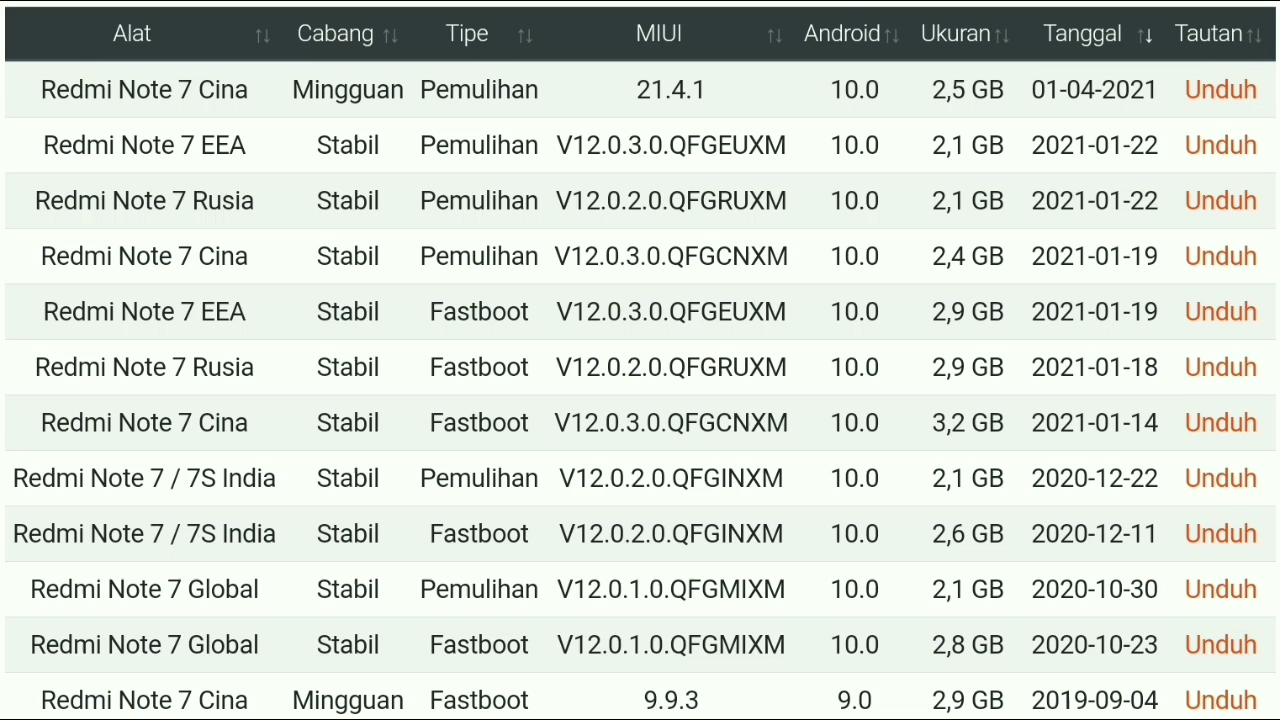 Alat Cabang Tipe MIUI Android Ukuran Tanggal Tautan
Redmi Note 7 Cina Mingguan Pemulihan 21.4.1 10.0 2,5 GB 01-04-2021 Unduh
Redmi Note 7 EEA Stabil Pemulihan V12.0.3.0.QFGEUXM 10.0 2,1 GB 2021-01-22 Unduh
Redmi Note 7 Rusia Stabil Pemulihan V12.0.2.0.QFGRUXM 10.0 2,1 GB 2021-01-22 Unduh
Redmi Note 7 Cina Stabil Pemulihan V12.0.3.0.QFGCNXM 10.0 2,4 GB 2021-01-19 Unduh
Redmi Note 7 EEA Stabil Fastboot V12.0.3.0.QFGEUXM 10.0 2,9 GB 2021-01-19 Unduh
Redmi Note 7 Rusia Stabil Fastboot V12.0.2.0.QFGRUXM 10.0 2,9 GB 2021-01-18 Unduh
Redmi Note 7 Cina Stabil Fastboot V12.0.3.0.QFGCNXM 10.0 3,2 GB 2021-01-14 Unduh
Redmi Note 7 / 7S India Stabil Pemulihan V12.0.2.0.QFGINXM 10.0 2,1 GB 2020-12-22 Unduh
Redmi Note 7 / 7S India Stabil Fastboot V12.0.2.0.QFGINXM 10.0 2,6 GB 2020-12-11 Unduh
Redmi Note 7 Global Stabil Pemulihan V12.0.1.0.QFGMIXM 10.0 2,1 GB 2020-10-30 Unduh
Redmi Note 7 Global Stabil Fastboot V12.0.1.0.QFGMIXM 10.0 2,8 GB 2020-10-23 Unduh
Redmi Note 7 Cina Mingguan Fastboot 9.9.3 9.0 2,9 GB 2019-09-04 Unduh